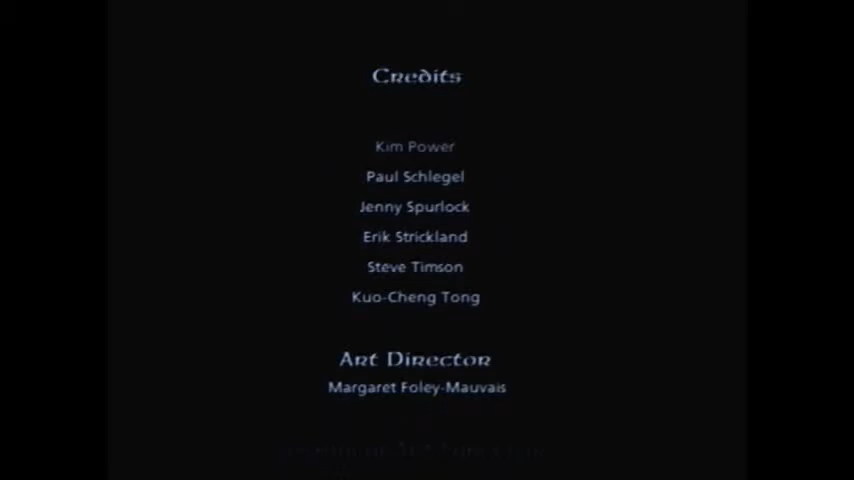 Credits
Kim Power
Paul Schlegel
Jenny Spurlock
Erik Strickland
Steve Timson
Kuo-Cheng Tong
Art Director
Margaret Foley-Mauvais